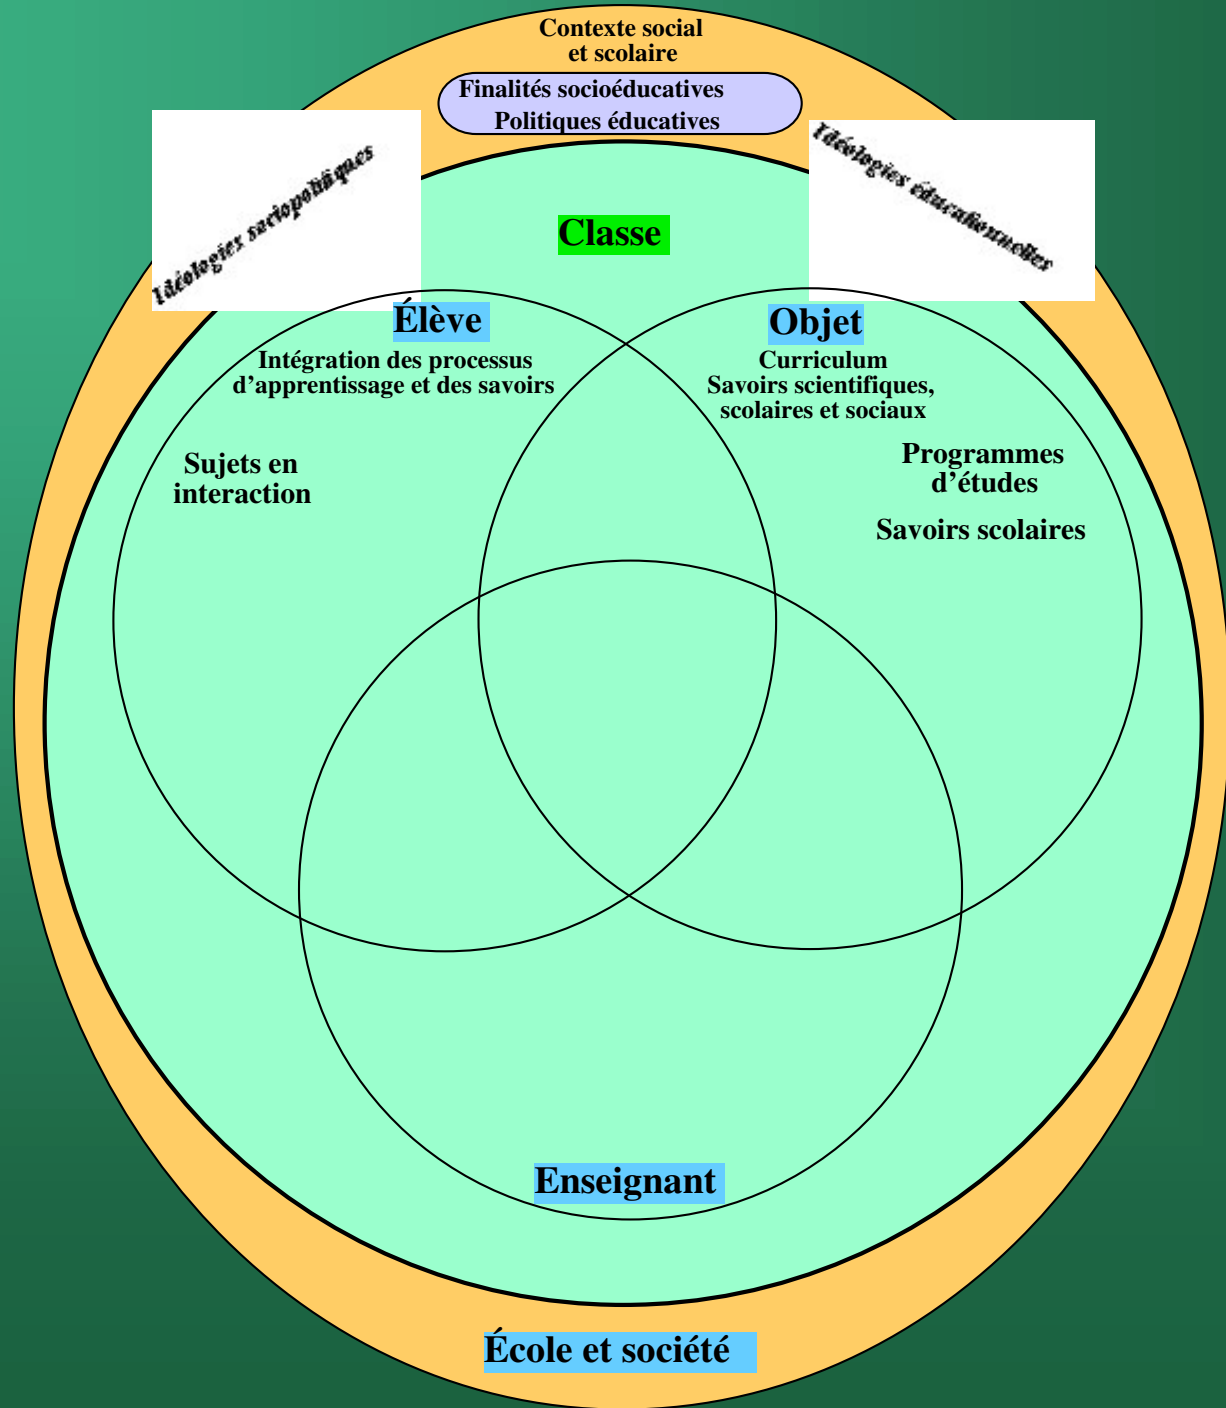 Contexte social
et scolaire
Finalités socioéducatives
Politiques éducatives
Idéologies sociopolitiques
Idéologies éducationnelles
Classe
Élève
Intégration des processus
d'apprentissage et des savoirs
Objet
Curriculum
Savoirs scientifiques,
scolaires et sociaux
Sujets en
interaction
Programmes
d’études
Savoirs scolaires
Enseignant
École et société